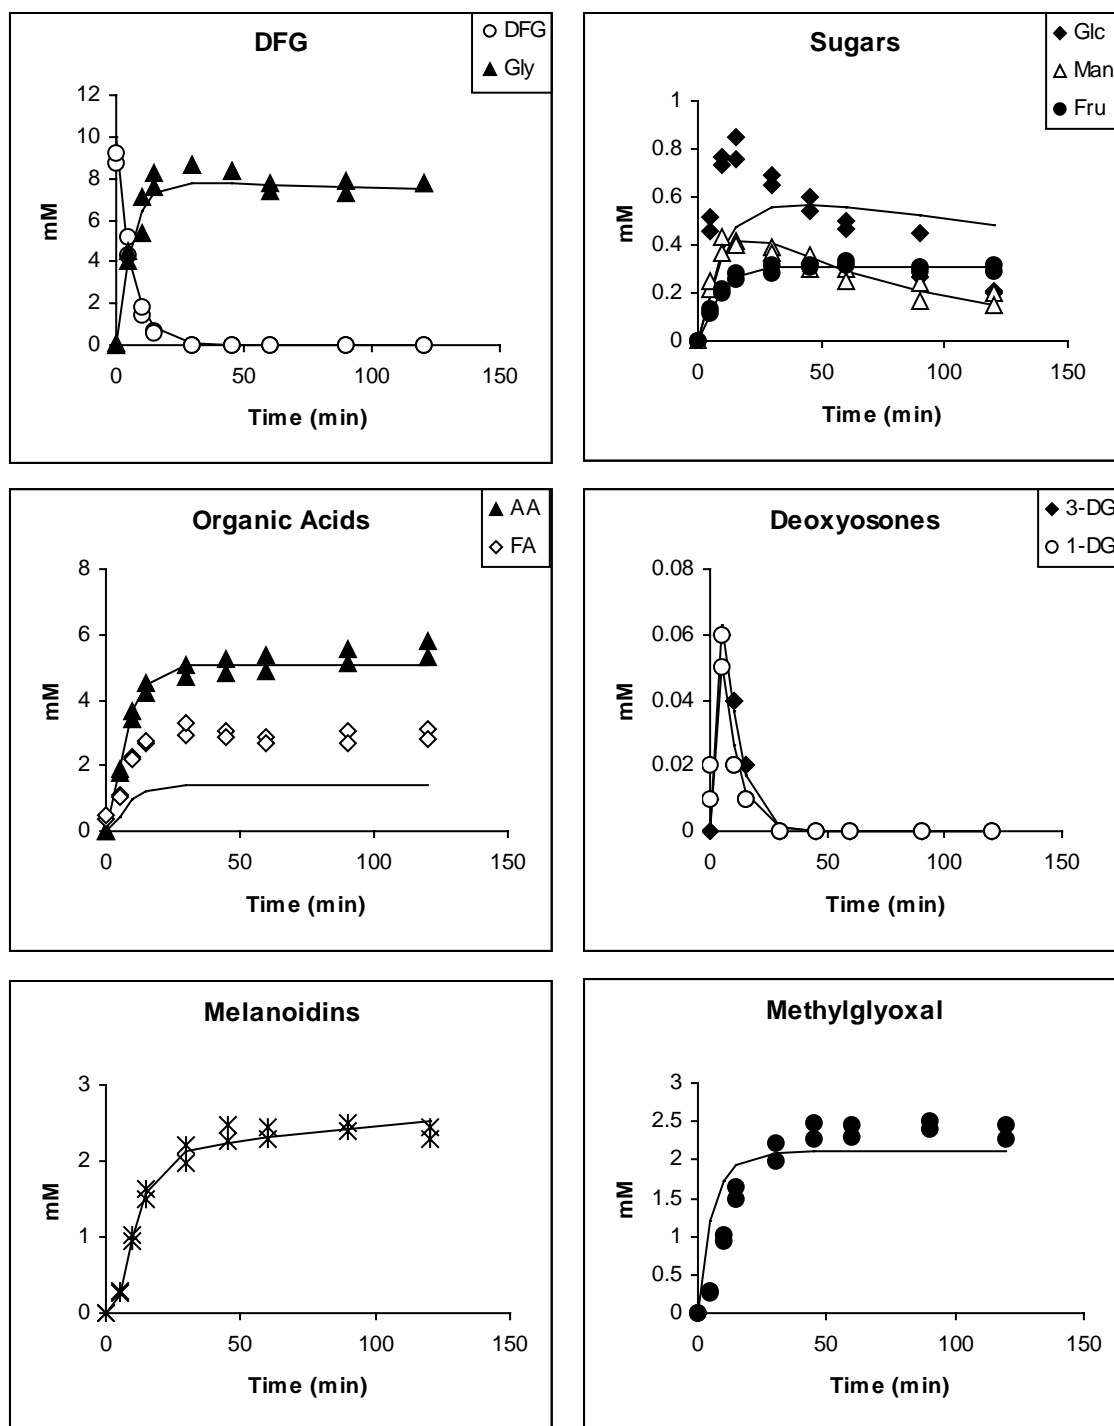 DFG
DFG
Gly
12
10
8
6
4
2
0
mM
0 50 100 150
Time (min)
Sugars
Glc
Man
Fru
1
0.8
0.6
0.4
0.2
0
mM
0 50 100 150
Time (min)
Organic Acids
AA
FA
8
6
4
2
0
mM
0 50 100 150
Time (min)
Deoxyosones
3-DG
1-DG
0.08
0.06
0.04
0.02
0
mM
0 50 100 150
Time (min)
Melanoidins
3
2
1
0
mM
0 50 100 150
Time (min)
Methylglyoxal
3
2.5
2
1.5
1
0.5
0
mM
0 50 100 150
Time (min)